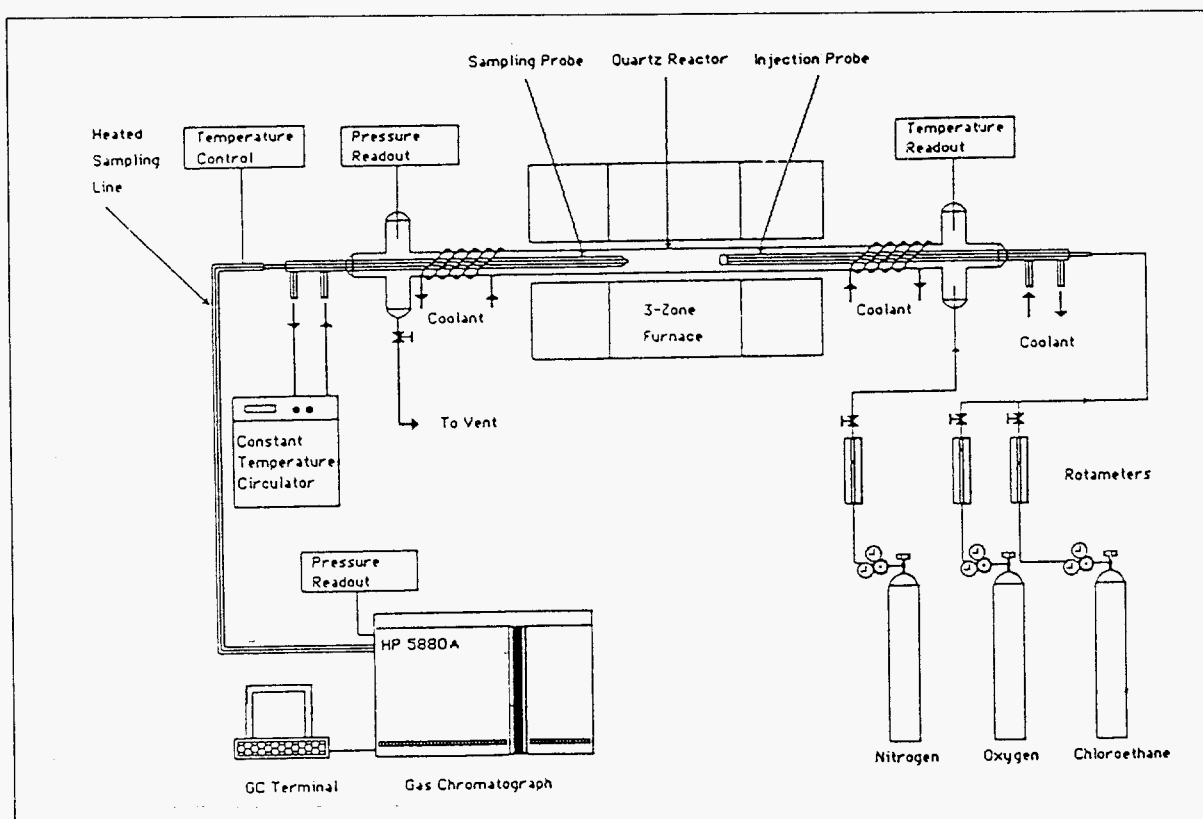 Sampling Probe
Quartz Reactor
Injection Probe
Heated
Sampling
Line
Temperature
Control
Pressure
Readout
Temperature
Readout
Coolant
3-Zone
Furnace
Coolant
Coolant
To Vent
Constant
Temperature
Circulator
Rotameters
Pressure
Readout
HP 5880A
Nitrogen
Oxygen
Chloroethane
GC Terminal
Gas Chromatograph